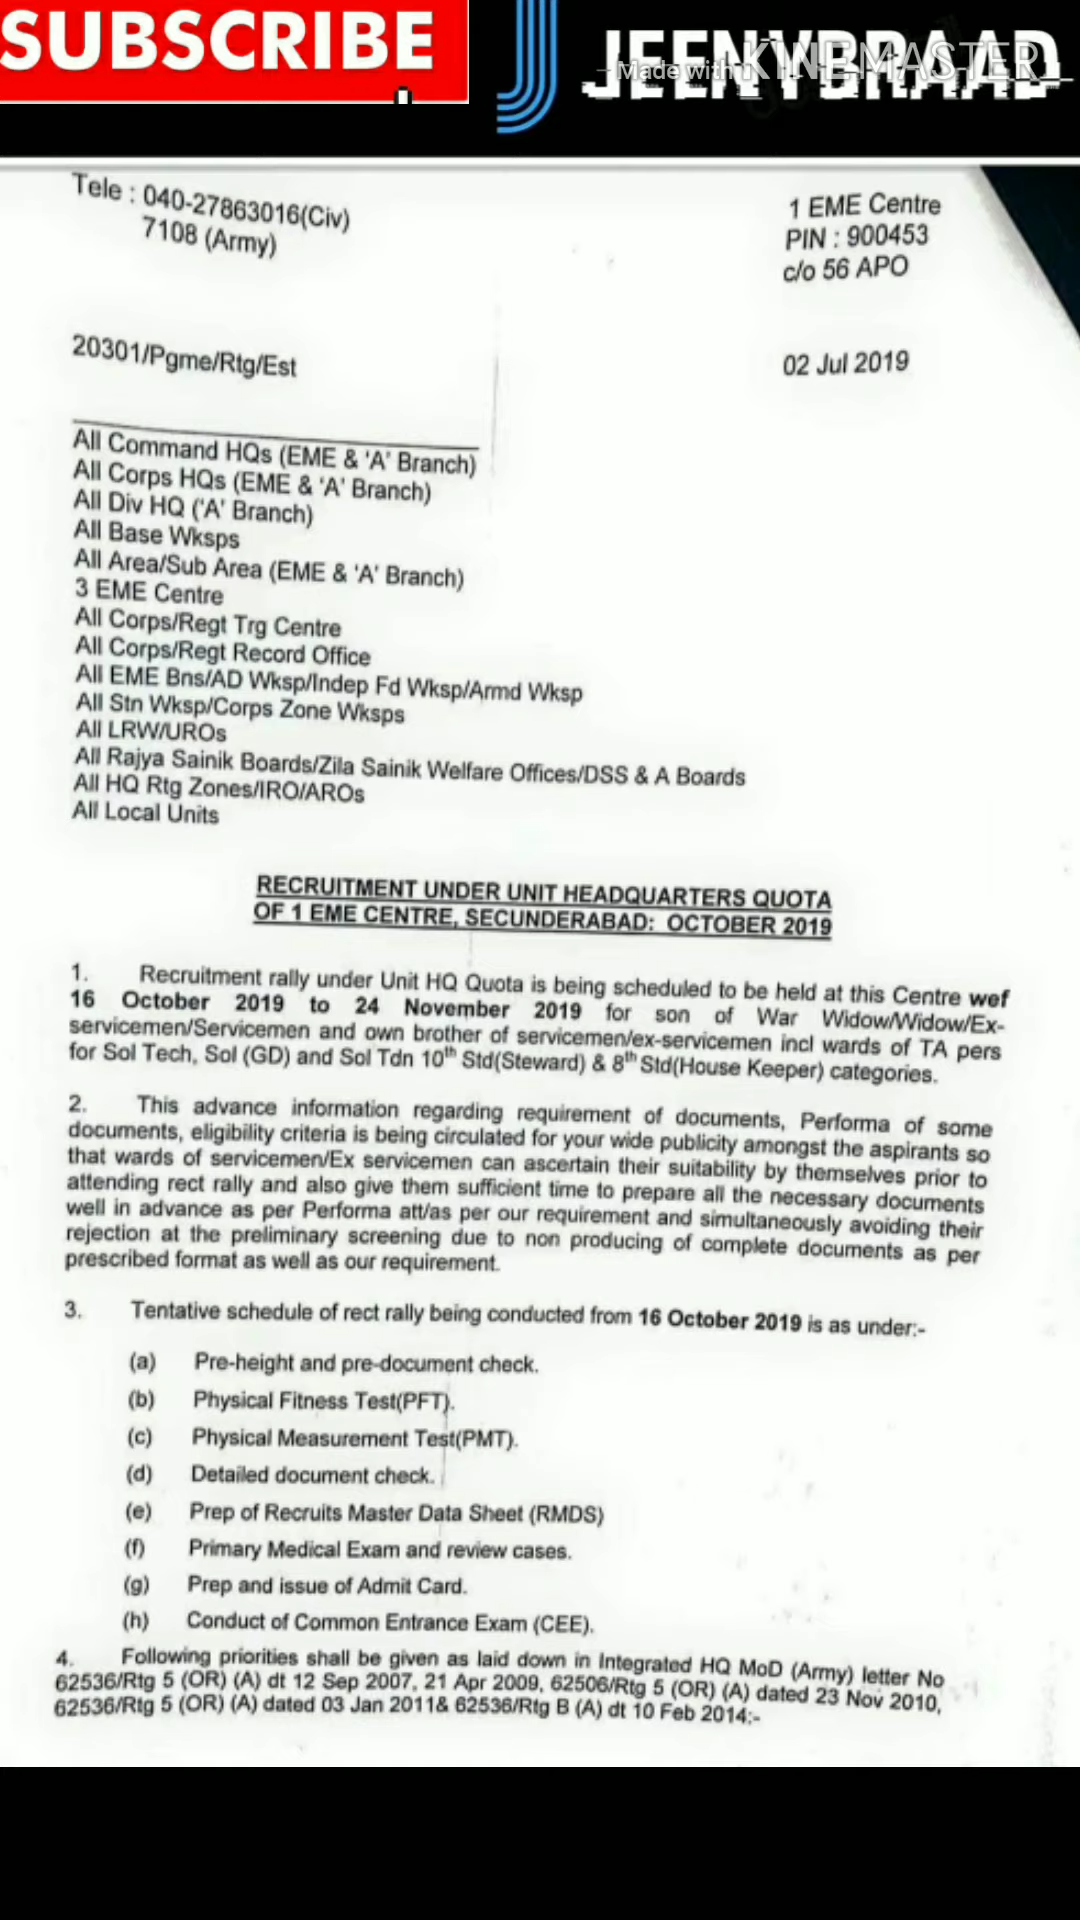 SUBSCRIBE
JEENYBRAAD
Made with KINEMASTER
Tele : 040-27863016(Civ)
7108 (Army)
1 EME Centre
PIN : 900453
c/o 56 APO
20301/Pgme/Rtg/Est
02 Jul 2019
All Command HQs (EME & 'A' Branch)
All Corps HQs (EME & 'A' Branch)
All Div HQ ('A' Branch)
All Base Wksps
All Area/Sub Area (EME & 'A' Branch)
3 EME Centre
All Corps/Regt Trg Centre
All Corps/Regt Record Office
All EME Bns/AD Wksp/Indep Fd Wksp/Armd Wksp
All Stn Wksp/Corps Zone Wksps
All LRW/UROs
All Rajya Sainik Boards/Zila Sainik Welfare Offices/DSS & A Boards
All HQ Rtg Zones/IRO/AROs
All Local Units
RECRUITMENT UNDER UNIT HEADQUARTERS QUOTA
OF 1 EME CENTRE, SECUNDERABAD: OCTOBER 2019
1. Recruitment rally under Unit HQ Quota is being scheduled to be held at this Centre wef
16 October 2019 to 24 November 2019 for son of War Widow/Widow/Ex-
servicemen/Servicemen and own brother of servicemen/ex-servicemen incl wards of TA pers
for Sol Tech, Sol (GD) and Sol Tdn 10th Std(Steward) & 8th Std(House Keeper) categories.
2. This advance information regarding requirement of documents, Performa of some
documents, eligibility criteria is being circulated for your wide publicity amongst the aspirants so
that wards of servicemen/Ex servicemen can ascertain their suitability by themselves prior to
attending rect rally and also give them sufficient time to prepare all the necessary documents
well in advance as per Performa att/as per our requirement and simultaneously avoiding their
rejection at the preliminary screening due to non producing of complete documents as per
prescribed format as well as our requirement.
3. Tentative schedule of rect rally being conducted from 16 October 2019 is as under:-
(a) Pre-height and pre-document check.
(b) Physical Fitness Test(PFT).
(c) Physical Measurement Test(PMT).
(d) Detailed document check.
(e) Prep of Recruits Master Data Sheet (RMDS)
(f) Primary Medical Exam and review cases.
(g) Prep and issue of Admit Card.
(h) Conduct of Common Entrance Exam (CEE).
4. Following priorities shall be given as laid down in Integrated HQ MoD (Army) letter No
62536/Rtg 5 (OR) (A) dt 12 Sep 2007, 21 Apr 2009, 62506/Rtg 5 (OR) (A) dated 23 Nov 2010,
62536/Rtg 5 (OR) (A) dated 03 Jan 2011& 62536/Rtg B (A) dt 10 Feb 2014:-